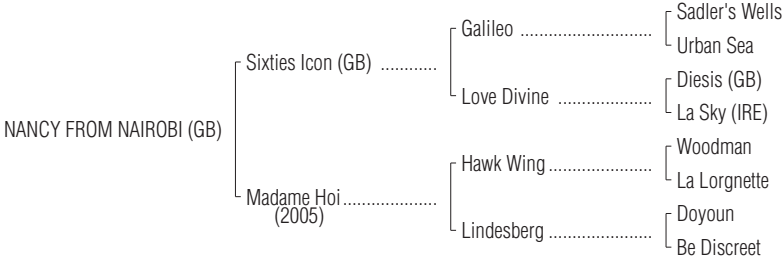 Sadler's Wells
Galileo ............................
Urban Sea
Sixties Icon (GB) ............
Diesis (GB)
Love Divine ....................
La Sky (IRE)
NANCY FROM NAIROBI (GB)
Woodman
Hawk Wing ......................
La Lorgnette
Madame Hoi ....................
(2005)
Doyoun
Lindesberg ......................
Be Discreet